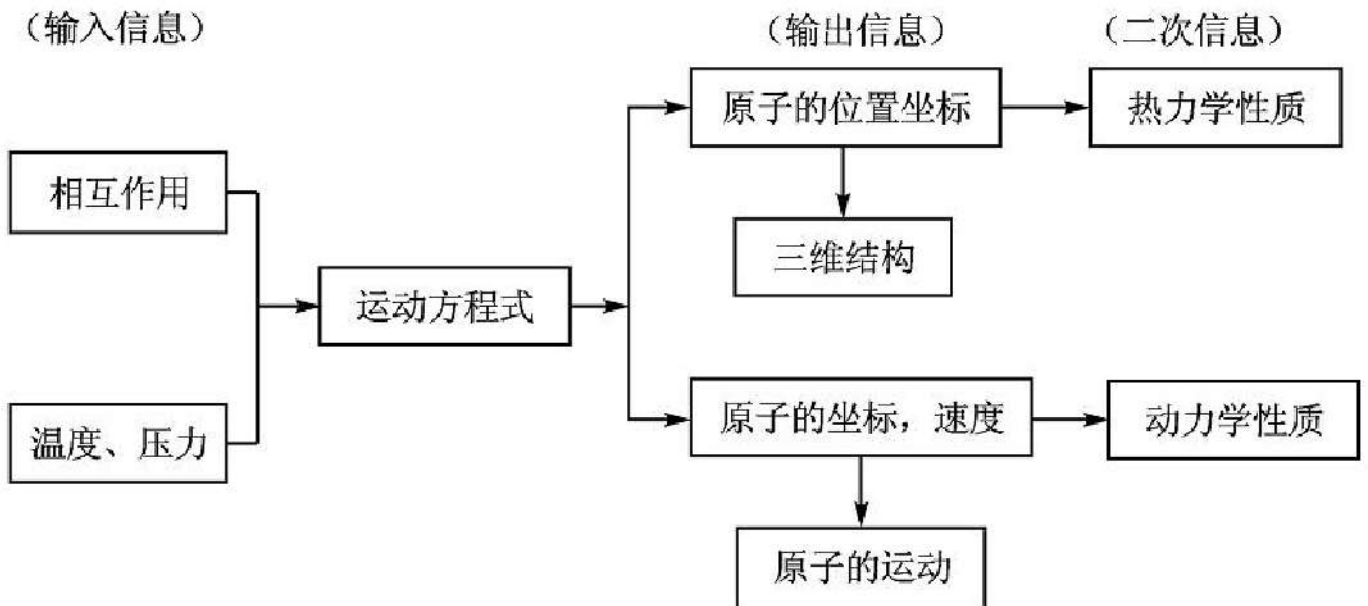 （输入信息）
（输出信息）
（二次信息）
原子的位置坐标
热力学性质
相互作用
三维结构
运动方程式
原子的坐标，速度
动力学性质
温度、压力
原子的运动